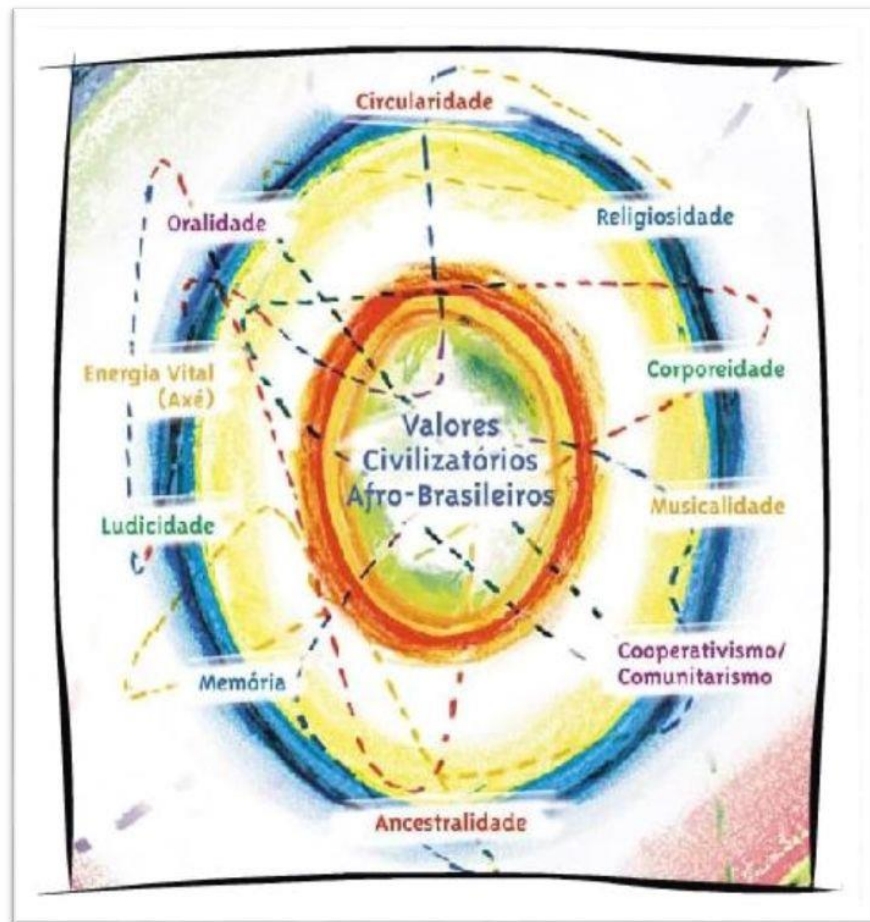 Circularidade
Oralidade
Religiosidade
Energia Vital
(Axé)
Corporeidade
Valores
Civilizatórios
Afro-Brasileiros
Ludicidade
Musicalidade
Memória
Cooperativismo/
Comunitarismo
Ancestralidade